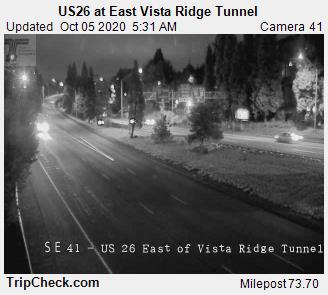 US26 at East Vista Ridge Tunnel
Updated Oct 05 2020 5:31 AM Camera 41
SE 41 - US 26 East of Vista Ridge Tunnel
TripCheck.com Milepost 73.70